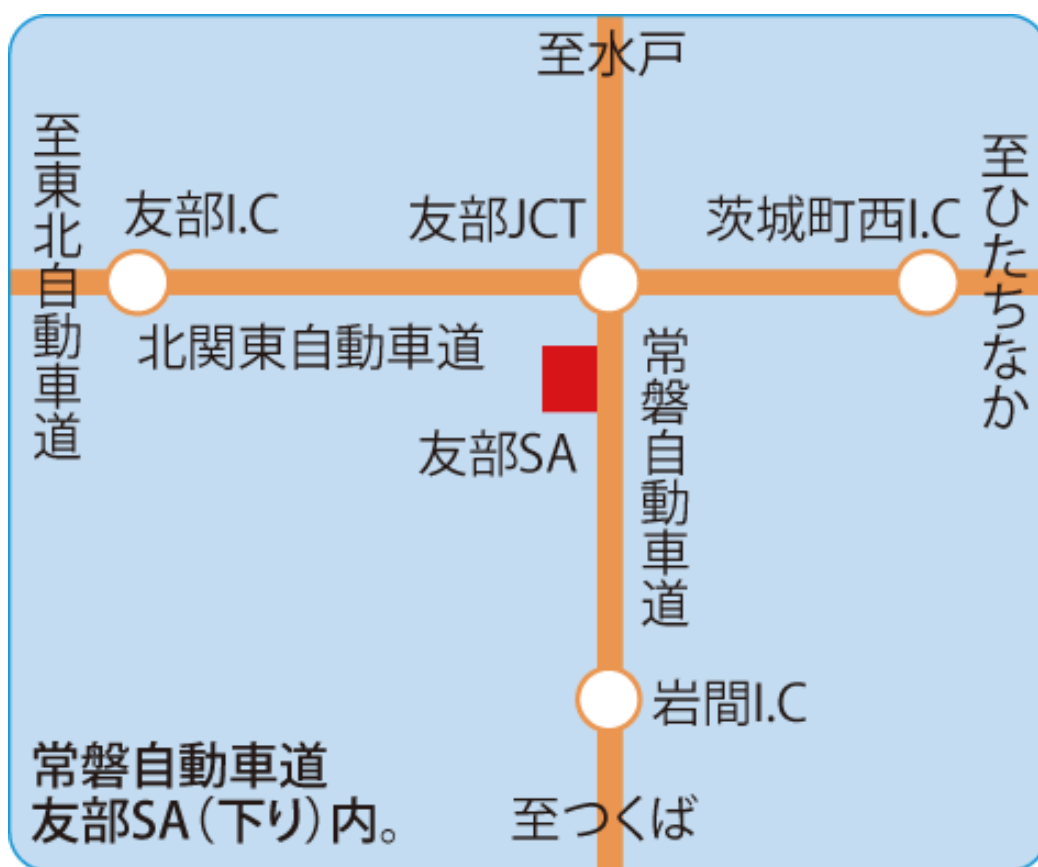 至水戸
至東北自動車道
友部I.C
友部JCT
茨城町西I.C
至ひたちなか
北関東自動車道
常磐自動車道
友部SA
岩間I.C
常磐自動車道
友部SA(下り)内。
至つくば